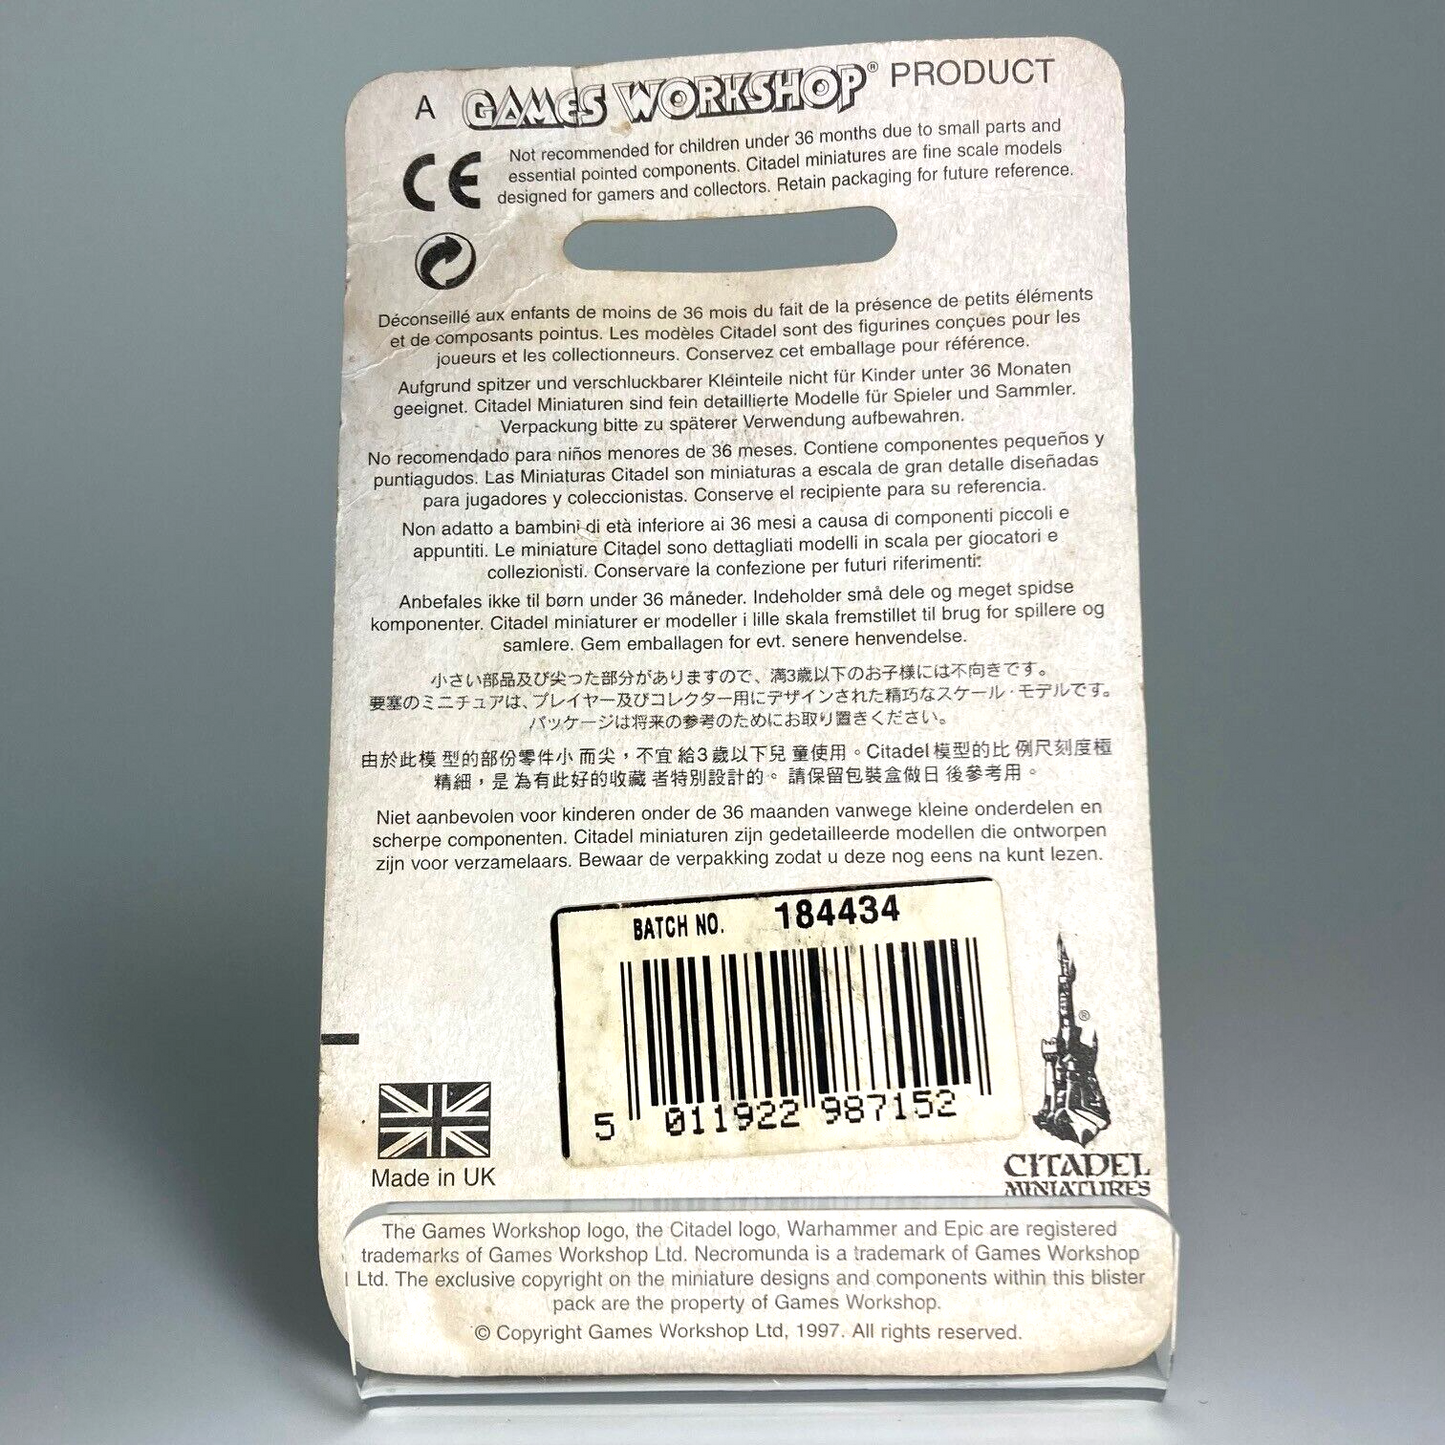 A GAMES WORKSHOP® PRODUCT
CE
Not recommended for children under 36 months due to small parts and
essential pointed components. Citadel miniatures are fine scale models
designed for gamers and collectors. Retain packaging for future reference.
Déconseillé aux enfants de moins de 36 mois du fait de la présence de petits éléments
et de composants pointus. Les modèles Citadel sont des figurines conçues pour les
joueurs et les collectionneurs. Conservez cet emballage pour référence.
Aufgrund spitzer und verschluckbarer Kleinteile nicht für Kinder unter 36 Monaten
geeignet. Citadel Miniaturen sind fein detaillierte Modelle für Spieler und Sammler.
Verpackung bitte zu späterer Verwendung aufbewahren.
No recomendado para niños menores de 36 meses. Contiene componentes pequeños y
puntiagudos. Las Miniaturas Citadel son miniaturas a escala de gran detalle diseñadas
para jugadores y coleccionistas. Conserve el recipiente para su referencia.
Non adatto a bambini di età inferiore ai 36 mesi a causa di componenti piccoli e
appuntiti. Le miniature Citadel sono dettagliati modelli in scala per giocatori e
collezionisti. Conservare la confezione per futuri riferimenti.
Anbefales ikke til børn under 36 måneder. Indeholder små dele og meget spidse
komponenter. Citadel miniaturer er modeller i lille skala fremstillet til brug for spillere og
samlere. Gem emballagen for evt. senere henvendelse.
小さい部品及び尖った部分がありますので、満3歳以下のお子様には不向きです。
要塞のミニチュアは、プレイヤー及びコレクター用にデザインされた精巧なスケール・モデルです。
パッケージは将来の参考のためにお取り置きください。
由於此模 型的部份零件小 而尖，不宜 給3歲以下兒 童使用。Citadel模型的比 例尺刻度極
精細，是 為有此好的收藏 者特別設計的。 請保留包裝盒做日 後參考用。
Niet aanbevolen voor kinderen onder de 36 maanden vanwege kleine onderdelen en
scherpe componenten. Citadel miniaturen zijn gedetailleerde modellen die ontworpen
zijn voor verzamelaars. Bewaar de verpakking zodat u deze nog eens na kunt lezen.
BATCH NO. 184434
5 011922 987152
®
CITADEL
MINIATURES
Made in UK
The Games Workshop logo, the Citadel logo, Warhammer and Epic are registered
trademarks of Games Workshop Ltd. Necromunda is a trademark of Games Workshop
Ltd. The exclusive copyright on the miniature designs and components within this blister
pack are the property of Games Workshop.
© Copyright Games Workshop Ltd, 1997. All rights reserved.